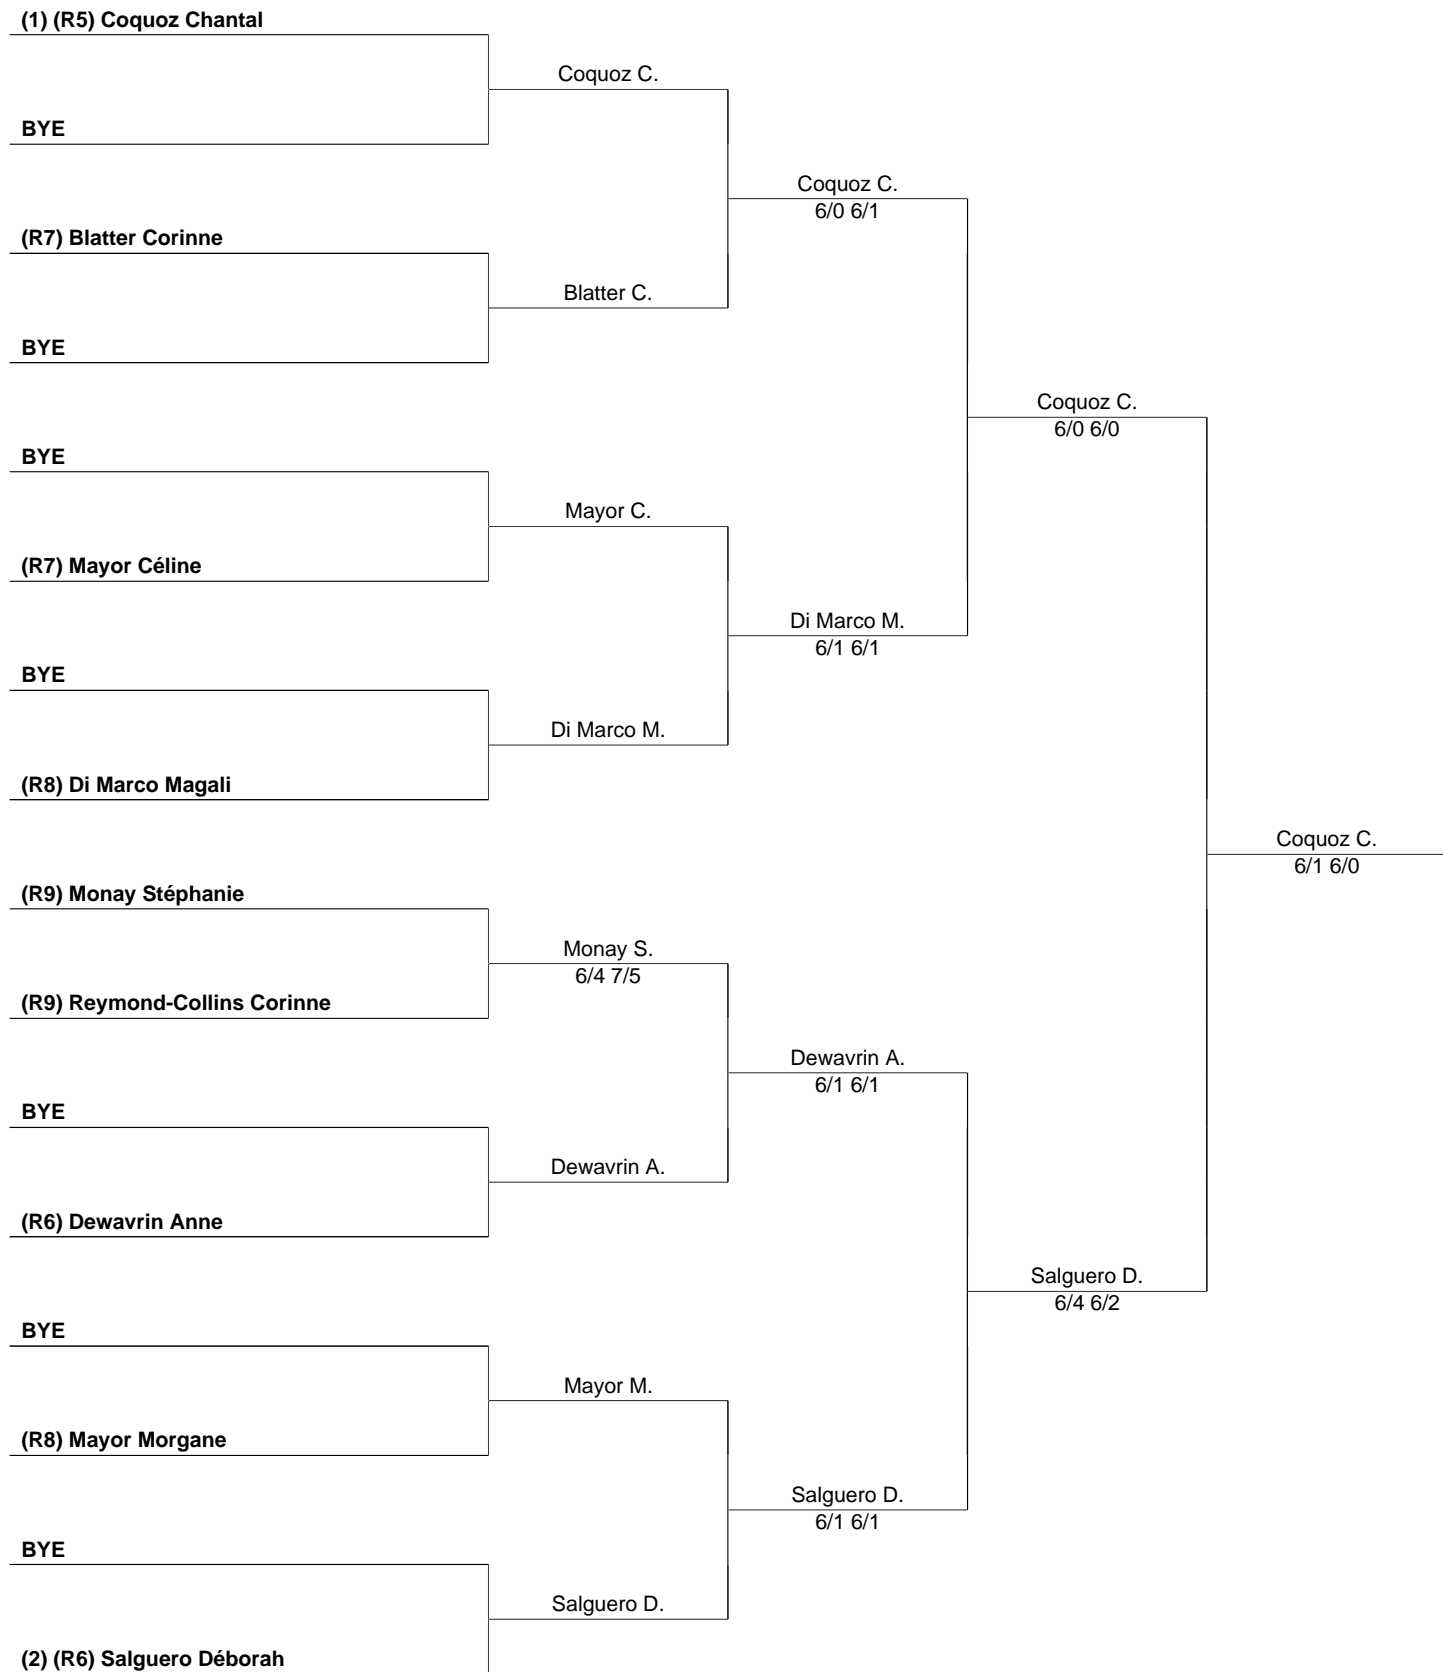 (1) (R5) Coquoz Chantal
Coquoz C.
BYE
Coquoz C.
6/0 6/1
(R7) Blatter Corinne
Blatter C.
BYE
Coquoz C.
6/0 6/0
BYE
Mayor C.
(R7) Mayor Céline
Di Marco M.
6/1 6/1
BYE
Di Marco M.
(R8) Di Marco Magali
Coquoz C.
6/1 6/0
(R9) Monay Stéphanie
Monay S.
6/4 7/5
(R9) Reymond-Collins Corinne
Dewavrin A.
6/1 6/1
BYE
Dewavrin A.
(R6) Dewavrin Anne
Salguero D.
6/4 6/2
BYE
Mayor M.
(R8) Mayor Morgane
Salguero D.
6/1 6/1
BYE
Salguero D.
(2) (R6) Salguero Déborah